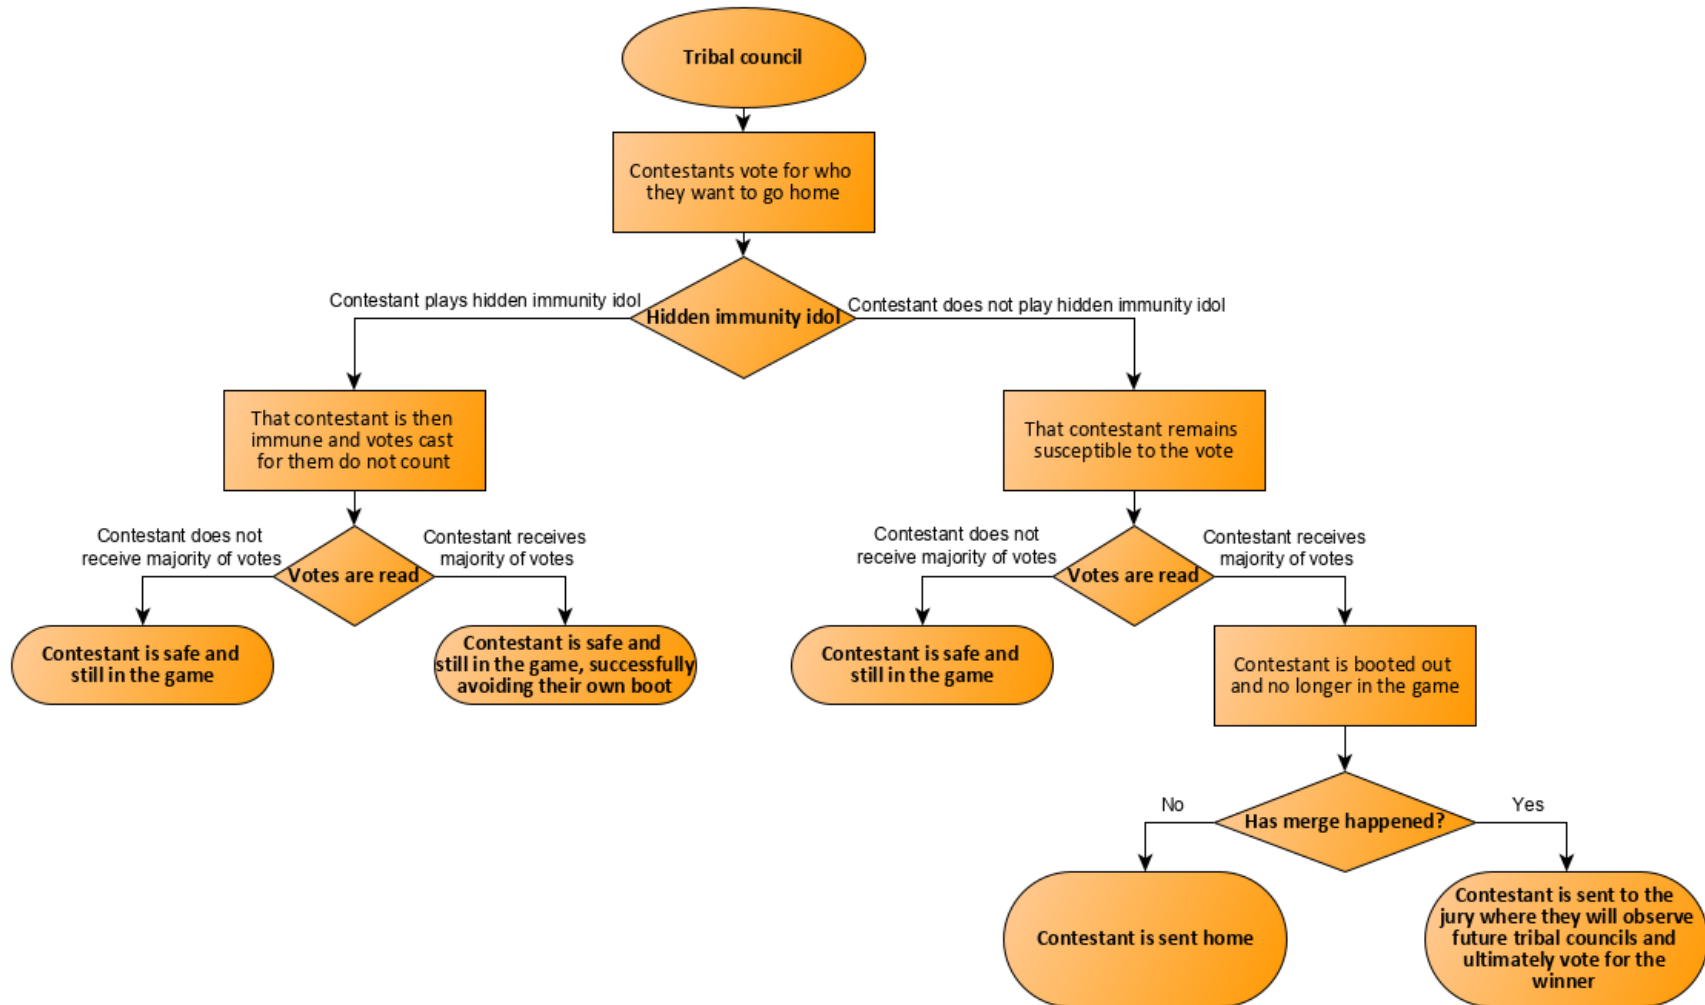 Tribal council
Contestants vote for who
they want to go home
Contestant plays hidden immunity idol
Hidden immunity idol
Contestant does not play hidden immunity idol
That contestant is then
immune and votes cast
for them do not count
That contestant remains
susceptible to the vote
Contestant does not
receive majority of votes
Contestant receives
majority of votes
Votes are read
Contestant does not
receive majority of votes
Contestant receives
majority of votes
Votes are read
Contestant is safe and
still in the game
Contestant is safe and
still in the game, successfully
avoiding their own boot
Contestant is safe and
still in the game
Contestant is booted out
and no longer in the game
No
Has merge happened?
Yes
Contestant is sent home
Contestant is sent to the
jury where they will observe
future tribal councils and
ultimately vote for the
winner